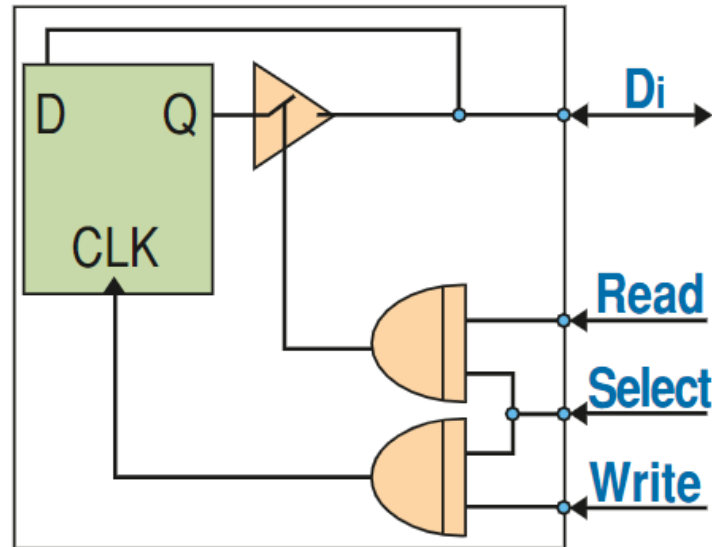 Di
D Q
CLK
Read
Select
Write